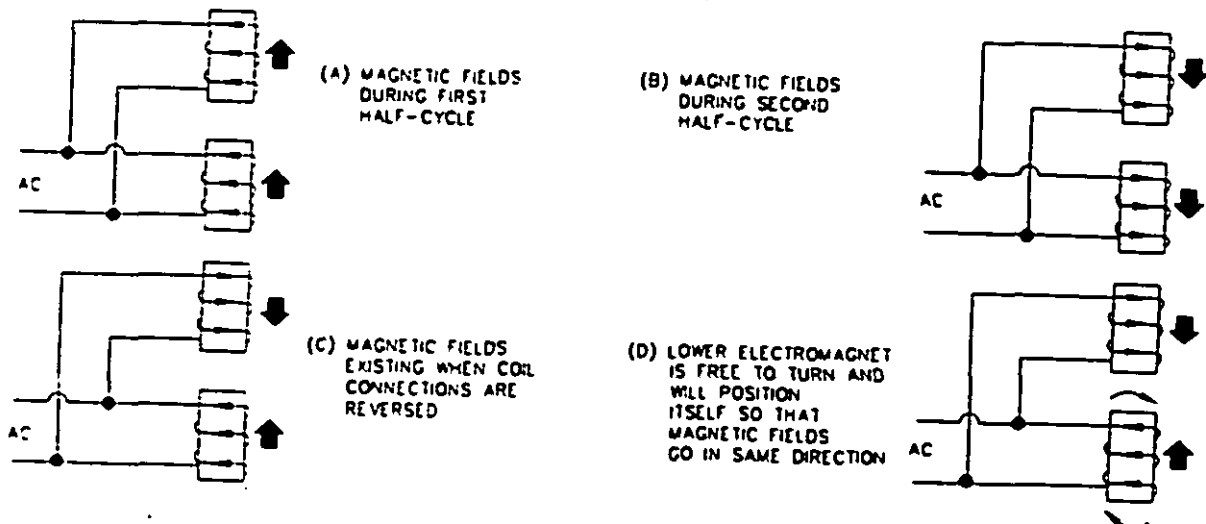 (A) MAGNETIC FIELDS
DURING FIRST
HALF-CYCLE
AC
(B) MAGNETIC FIELDS
DURING SECOND
HALF-CYCLE
AC
(C) MAGNETIC FIELDS
EXISTING WHEN COIL
CONNECTIONS ARE
REVERSED
AC
(D) LOWER ELECTROMAGNET
IS FREE TO TURN AND
WILL POSITION
ITSELF SO THAT
MAGNETIC FIELDS
GO IN SAME DIRECTION
AC